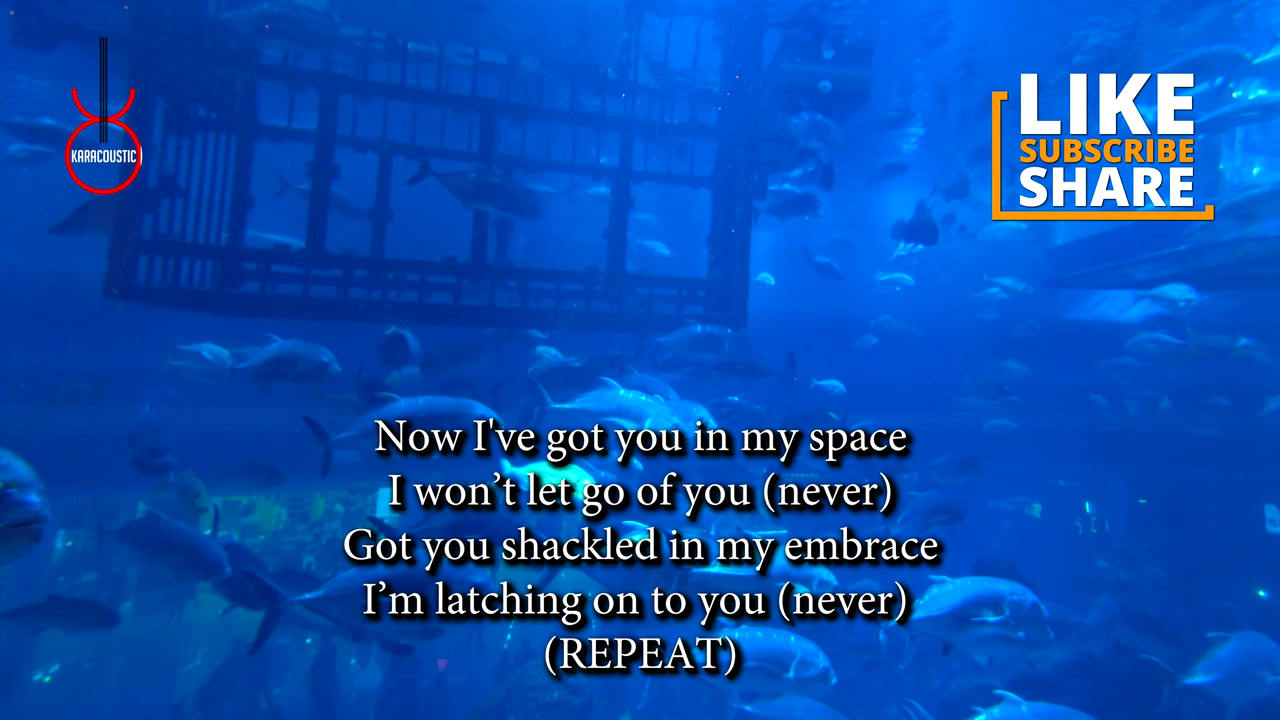 KARACOUSTIC
LIKE
SUBSCRIBE
SHARE
Now I've got you in my space
I won’t let go of you (never)
Got you shackled in my embrace
I’m latching on to you (never)
(REPEAT)